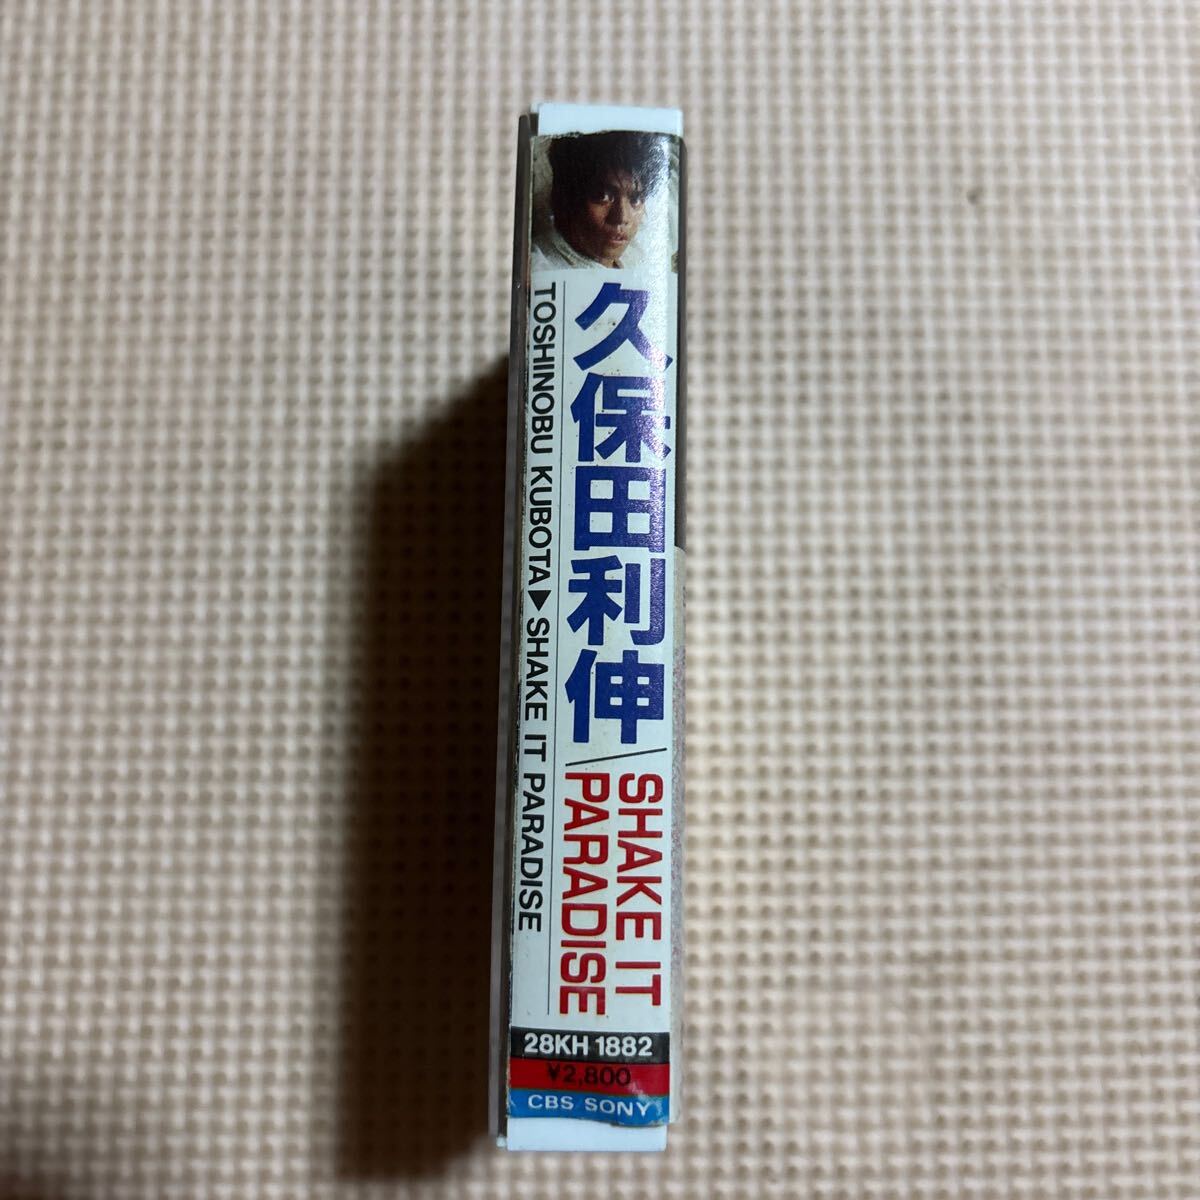 久保田利伸/SHAKE IT PARADISE
TOSHINOBU KUBOTA▶SHAKE IT PARADISE
28KH 1882
¥2,800
CBS SONY